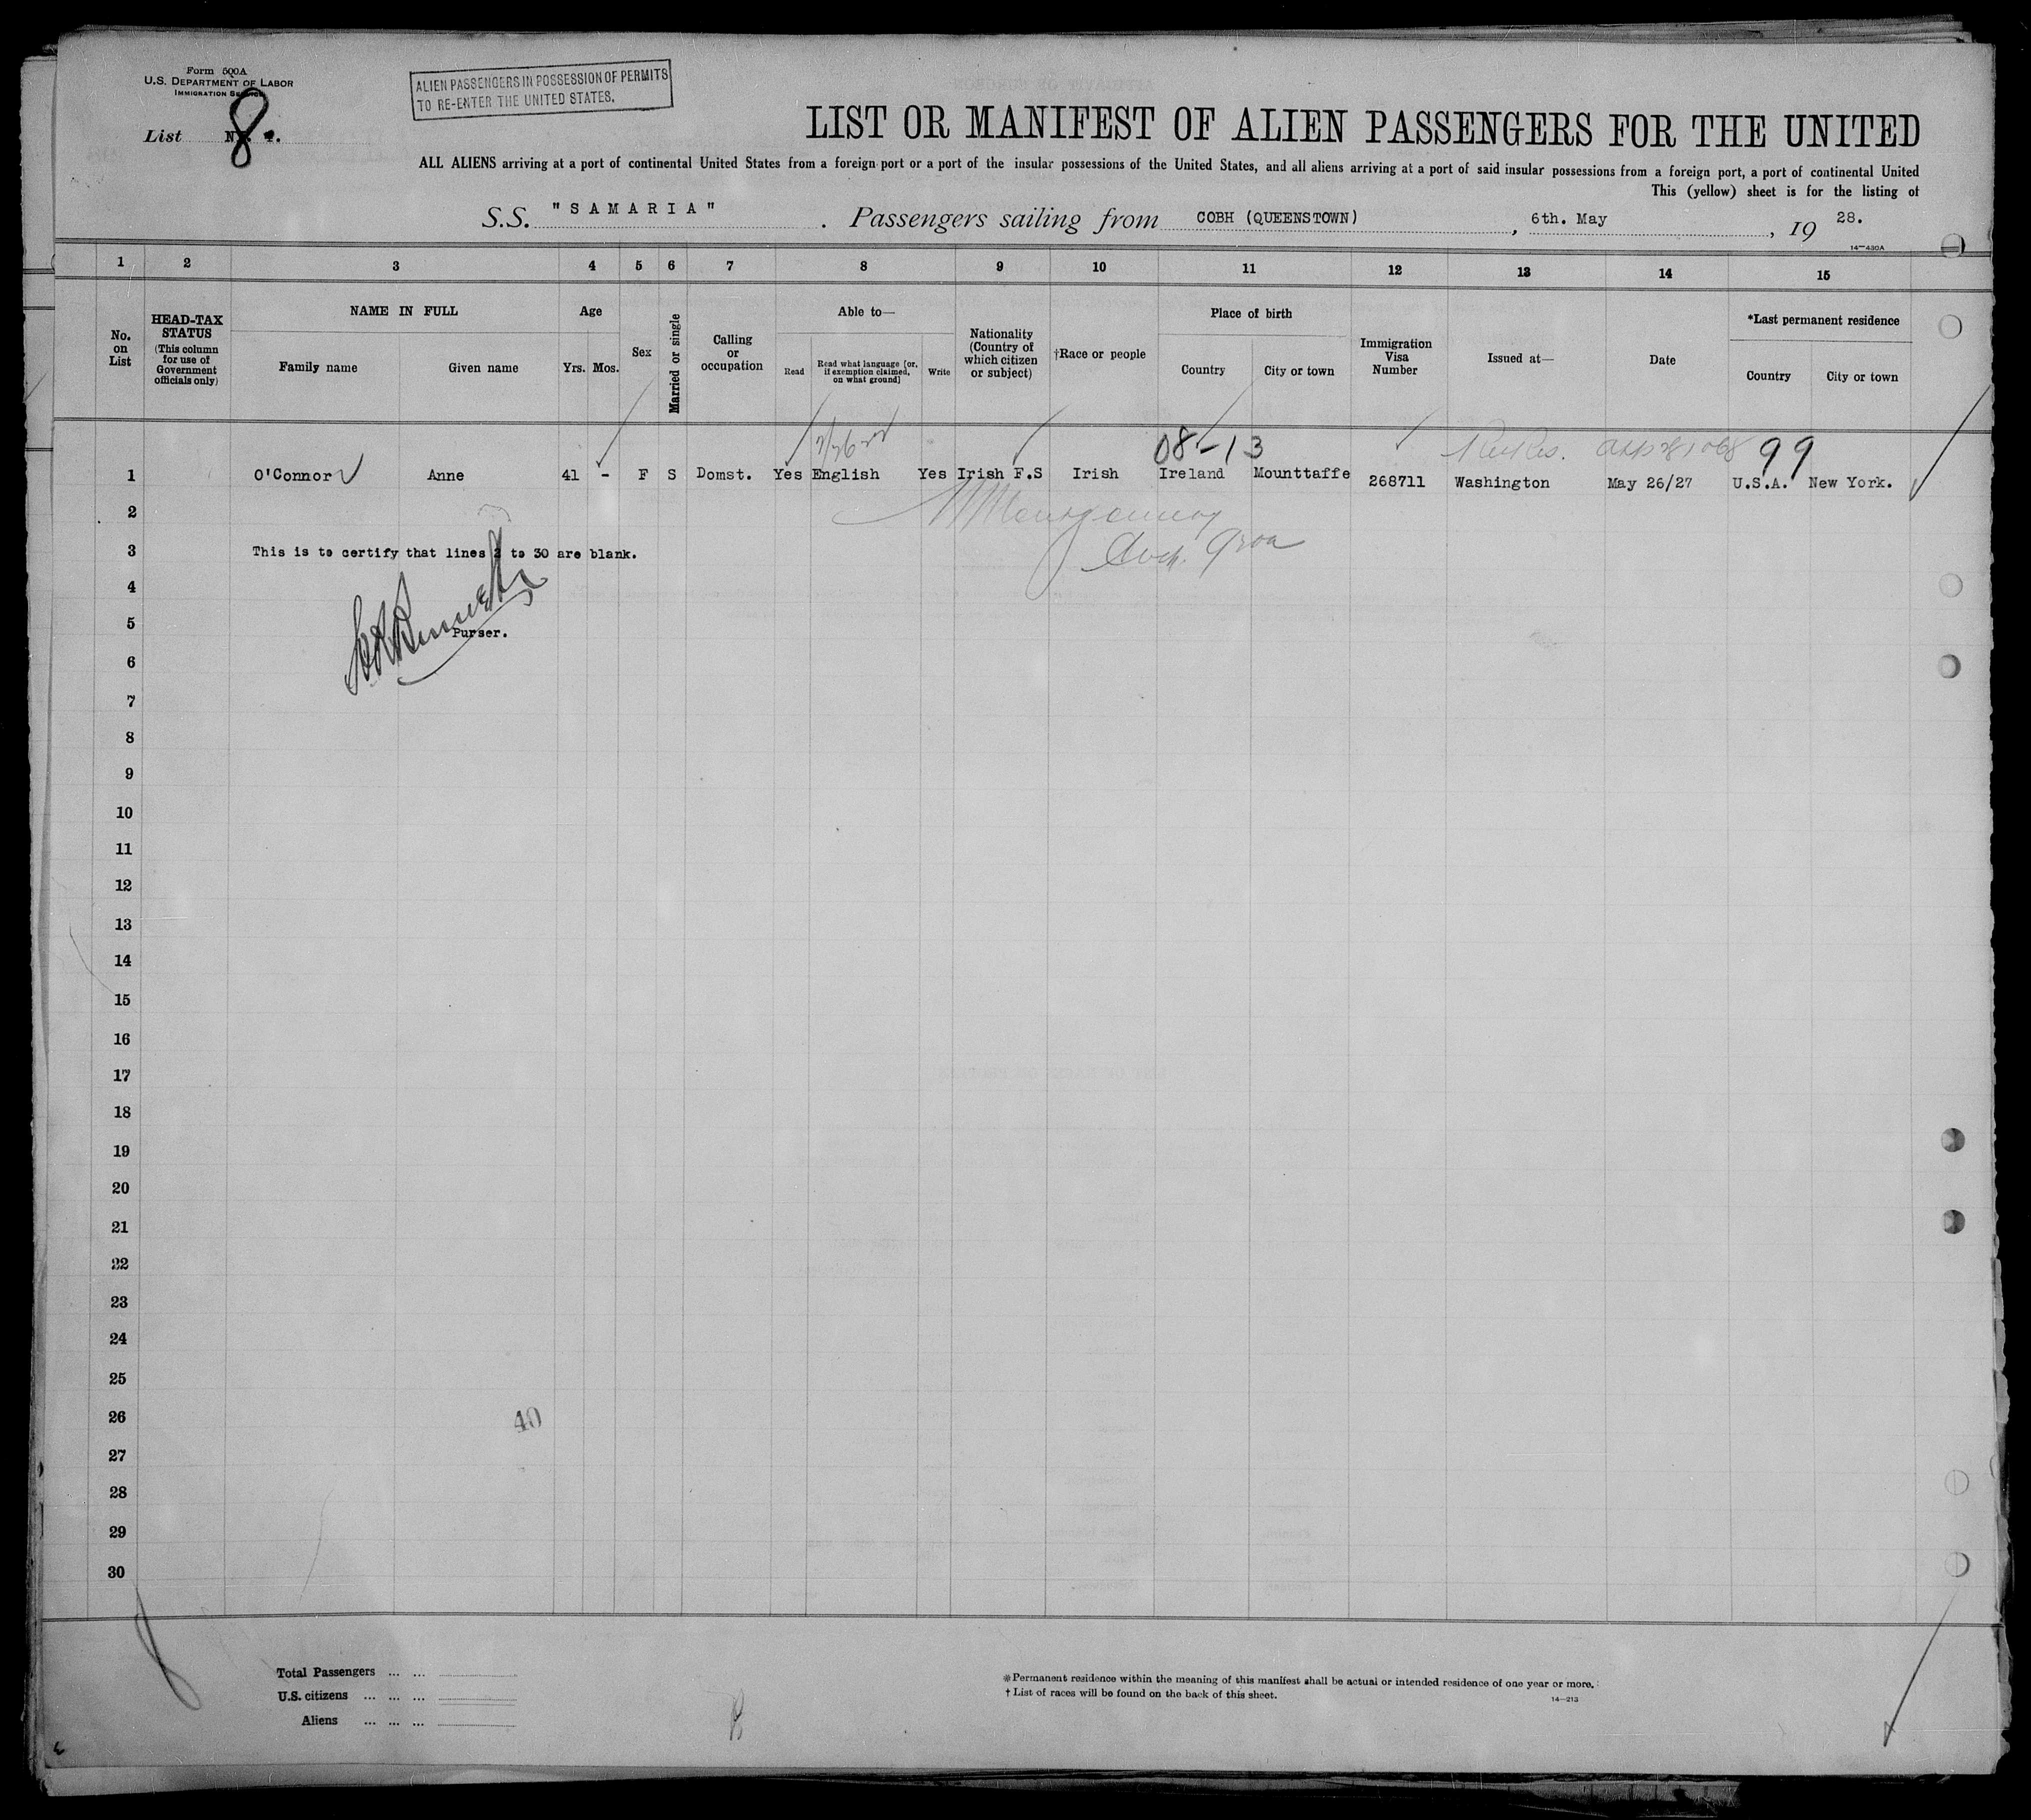 Form 500A
U.S. DEPARTMENT OF LABOR
IMMIGRATION SERVICE
ALIEN PASSENGERS IN POSSESSION OF PERMITS
TO RE-ENTER THE UNITED STATES.
List 8
LIST OR MANIFEST OF ALIEN PASSENGERS FOR THE UNITED
ALL ALIENS arriving at a port of continental United States from a foreign port or a port of the insular possessions of the United States, and all aliens arriving at a port of said insular possessions from a foreign port, a port of continental United
This (yellow) sheet is for the listing of
S.S. "SAMARIA". Passengers sailing from COBH (QUEENSTOWN), 6th. May, 19 28.
14—430A
1 2 3 4 5 6 7 8 9 10 11 12 13 14 15
No. on List
HEAD-TAX STATUS
(This column for use of Government officials only)
NAME IN FULL
Family name Given name
Age
Yrs. Mos.
Sex
Married or single
Calling or occupation
Able to—
Read
Read what language [or, if exemption claimed, on what ground]
Write
Nationality (Country of which citizen or subject)
†Race or people
Place of birth
Country City or town
Immigration Visa Number
Issued at—
Date
*Last permanent residence
Country City or town
08-13 99
1 O'Connor Anne 41 - F S Domst. Yes English Yes Irish F.S Irish Ireland Mounttaffe 268711 Washington May 26/27 U.S.A. New York.
2
3 This is to certify that lines 2 to 30 are blank.
4
5
Purser.
6
7
8
9
10
11
12
13
14
15
16
17
18
19
20
21
22
23
24
25
26
40
27
28
29
30
Total Passengers ... ...
U.S. citizens ... ... ...
Aliens ... ... ...
*Permanent residence within the meaning of this manifest shall be actual or intended residence of one year or more.
† List of races will be found on the back of this sheet.
14—213